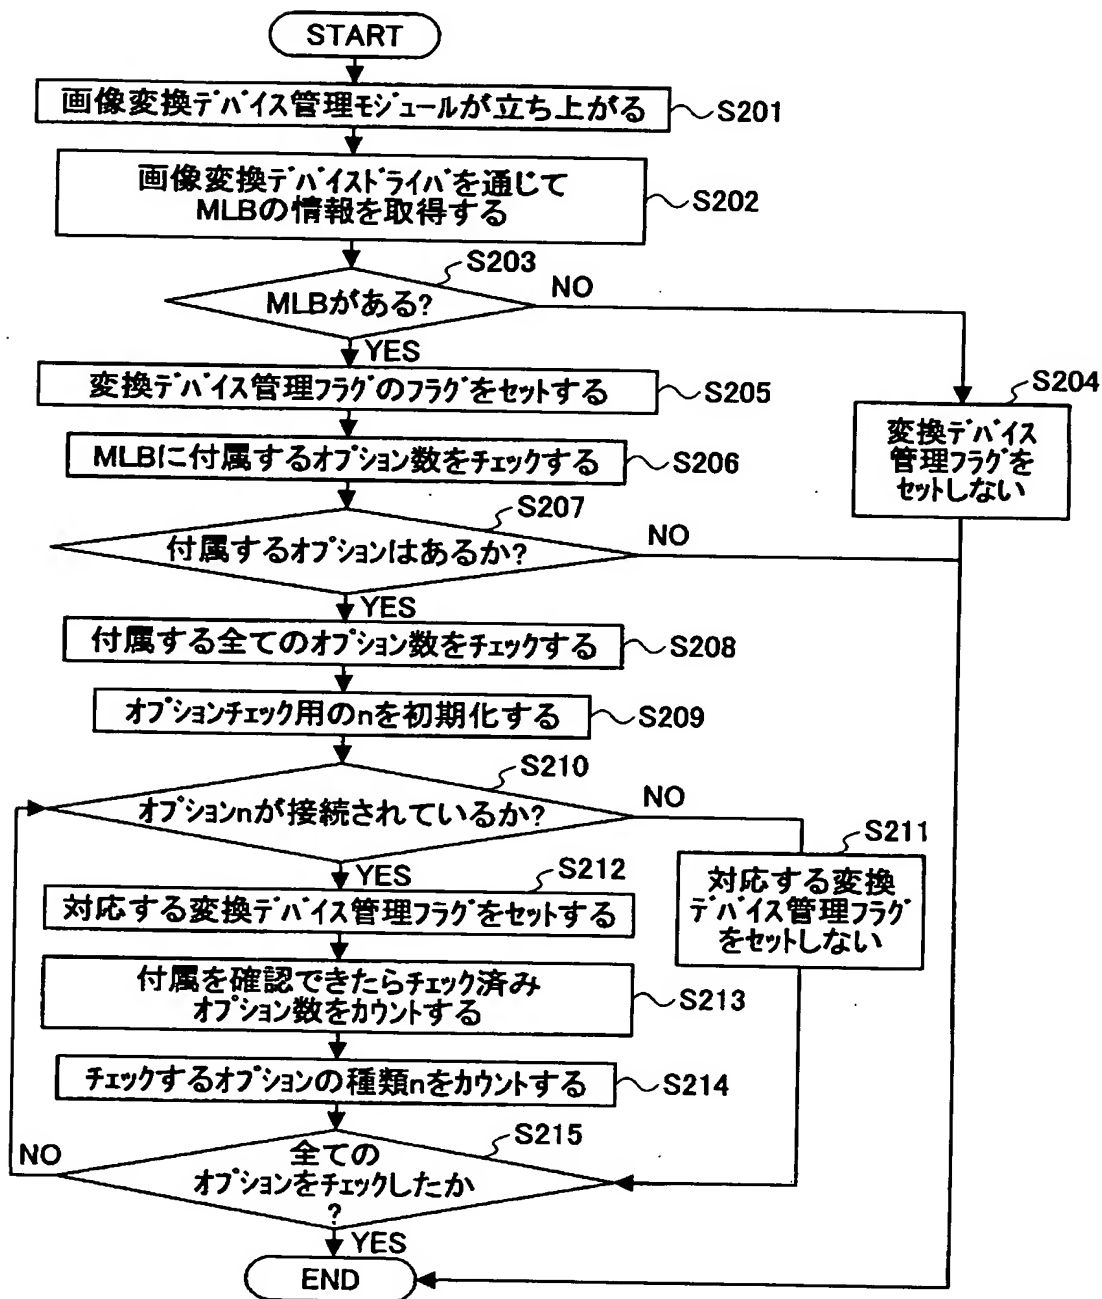 START
画像変換デバイス管理モジュールが立ち上がる
S201
画像変換デバイスドライバを通じて
MLBの情報を取得する
S202
S203
MLBがある?
NO
YES
変換デバイス管理フラグのフラグをセットする
S205
S204
変換デバイス
管理フラグを
セットしない
MLBに付属するオプション数をチェックする
S206
S207
付属するオプションはあるか?
NO
YES
付属する全てのオプション数をチェックする
S208
オプションチェック用のnを初期化する
S209
S210
オプションnが接続されているか?
NO
YES
S211
対応する変換
デバイス管理フラグ
をセットしない
S212
対応する変換デバイス管理フラグをセットする
付属を確認できたらチェック済み
オプション数をカウントする
S213
チェックするオプションの種類nをカウントする
S214
S215
全ての
オプションをチェックしたか
?
NO
YES
END